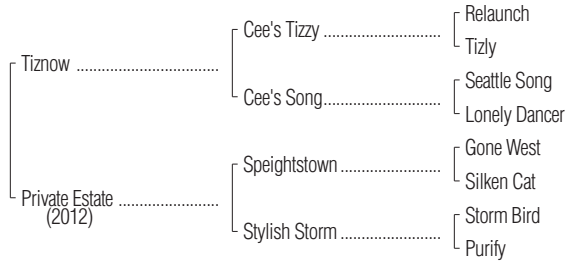 Relaunch
Cee's Tizzy ................................
Tizly
Tiznow ......................................
Seattle Song
Cee's Song................................
Lonely Dancer
Gone West
Speightstown ...........................
Silken Cat
Private Estate ...........................
(2012)
Storm Bird
Stylish Storm ...........................
Purify